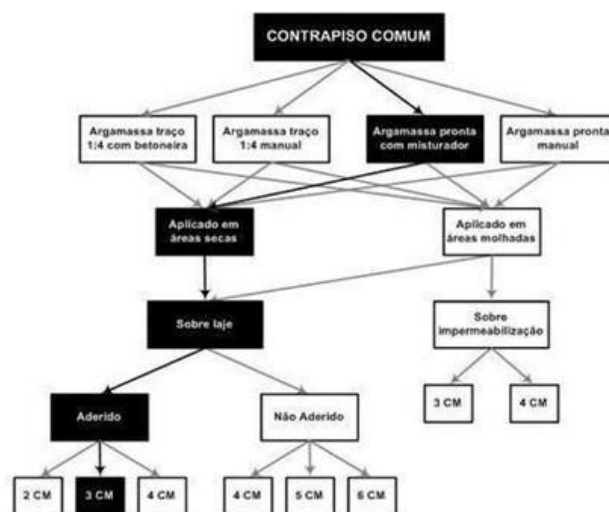 CONTRAPISO COMUM
Argamassa traço
1:4 com betoneira
Argamassa traço
1:4 manual
Argamassa pronta
com misturador
Argamassa pronta
manual
Aplicado em
áreas secas
Aplicado em
áreas molhadas
Sobre laje
Sobre
impermeabilização
3 CM
4 CM
Aderido
Não Aderido
2 CM
3 CM
4 CM
4 CM
5 CM
6 CM